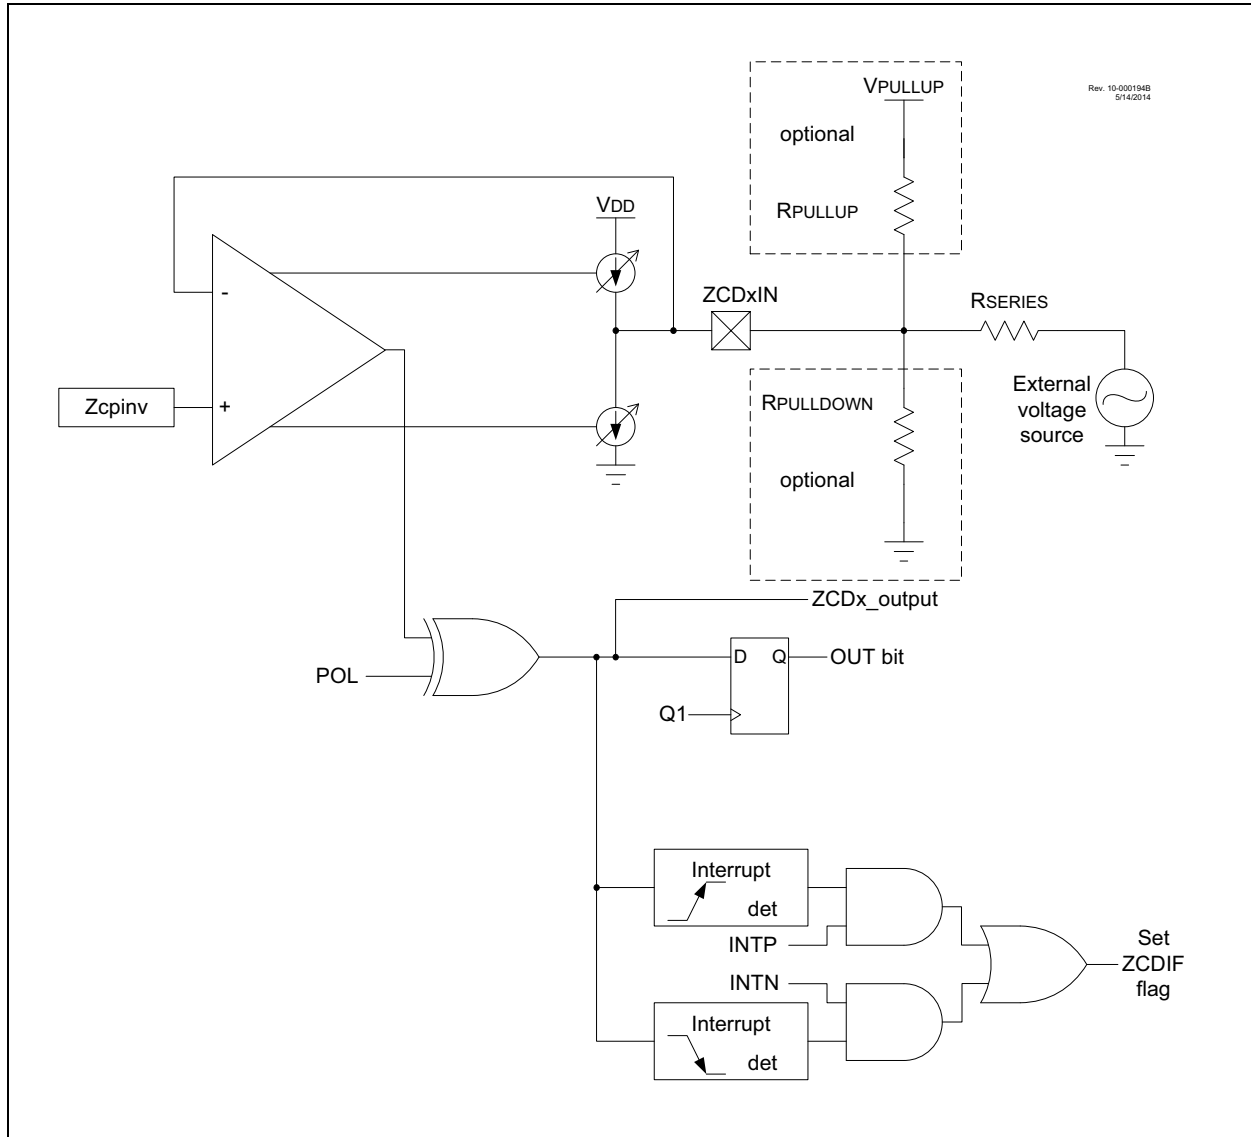 VPULLUP
Rev. 10-000194B
5/14/2014
optional
RPULLUP
VDD
-
ZCDxIN
RSERIES
Zcpinv
+
RPULLDOWN
External
voltage
source
optional
ZCDx_output
POL
D Q
OUT bit
Q1
Interrupt
det
INTP
INTN
Interrupt
det
Set
ZCDIF
flag